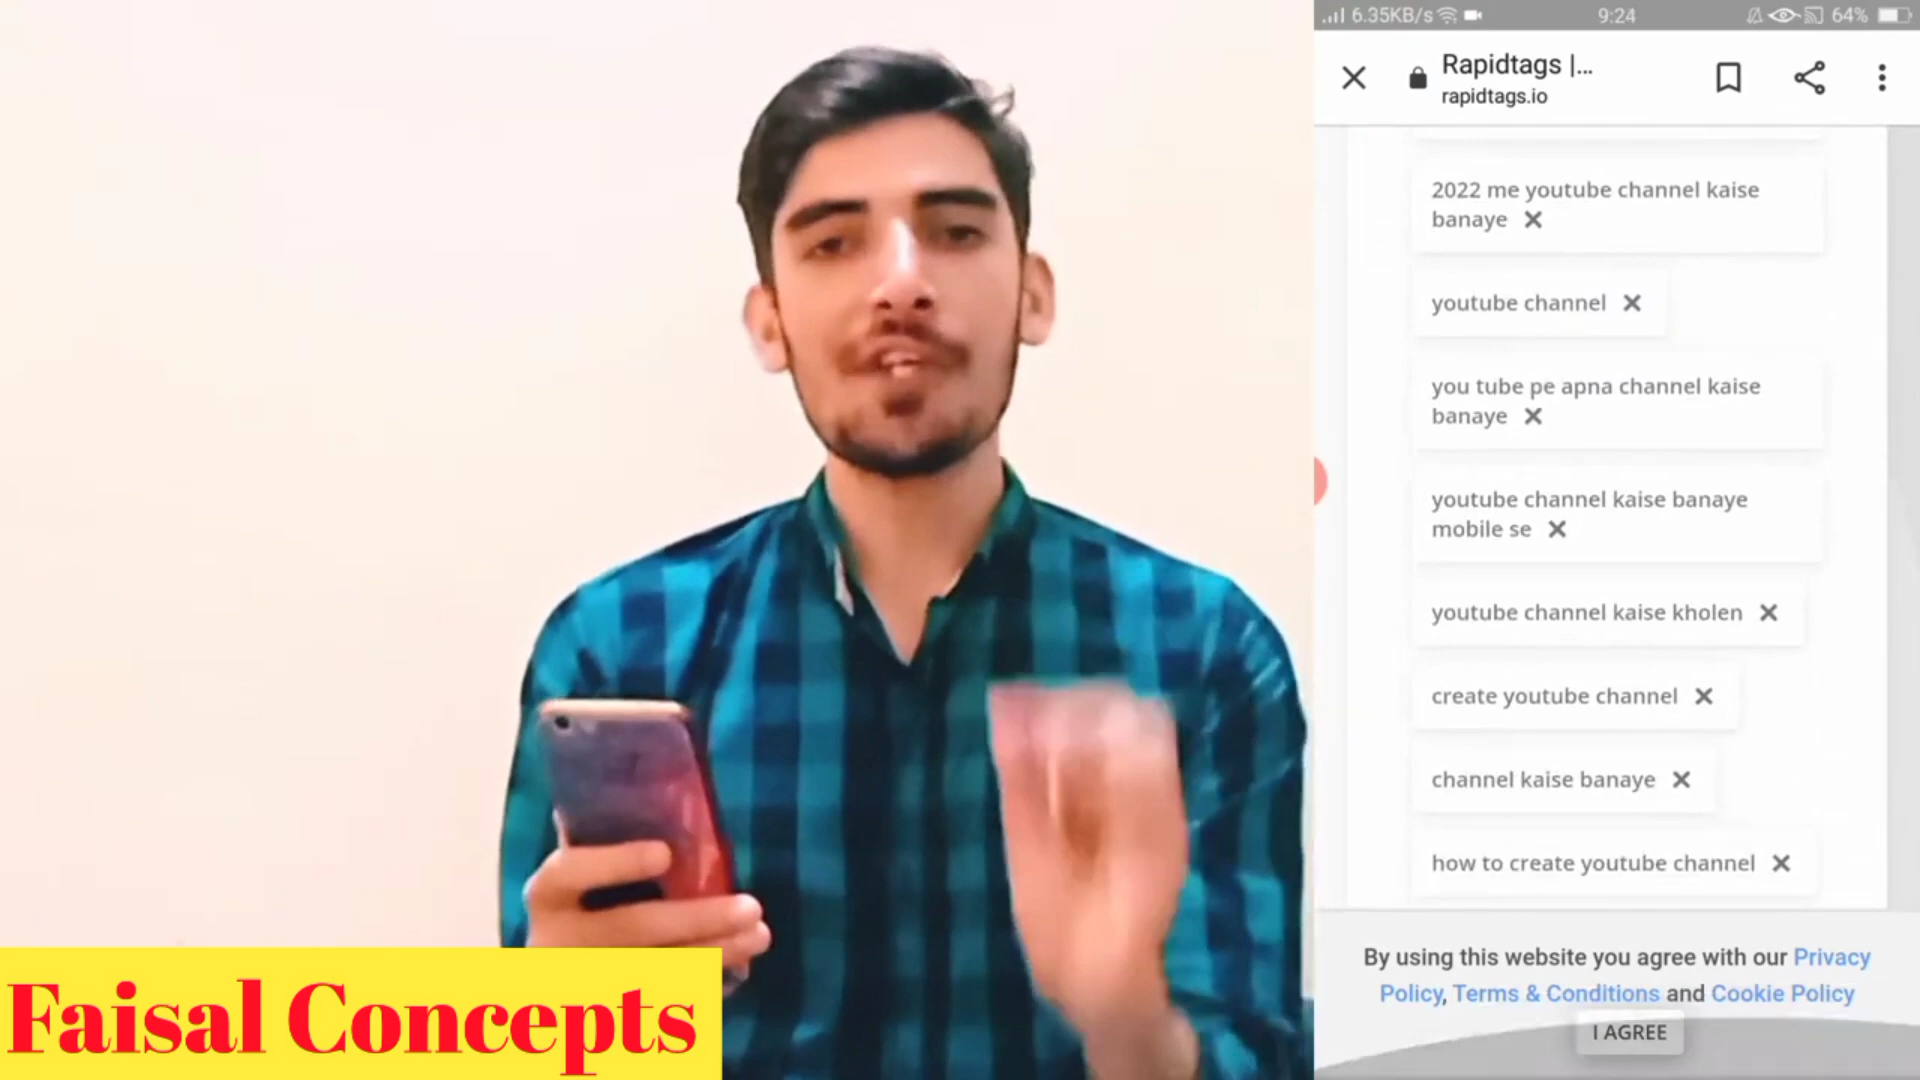 6.35KB/s
9:24
64%
Rapidtags |...
rapidtags.io
2022 me youtube channel kaise
banaye ✕
youtube channel ✕
you tube pe apna channel kaise
banaye ✕
youtube channel kaise banaye
mobile se ✕
youtube channel kaise kholen ✕
create youtube channel ✕
channel kaise banaye ✕
how to create youtube channel ✕
By using this website you agree with our Privacy
Policy, Terms & Conditions and Cookie Policy
I AGREE
Faisal Concepts